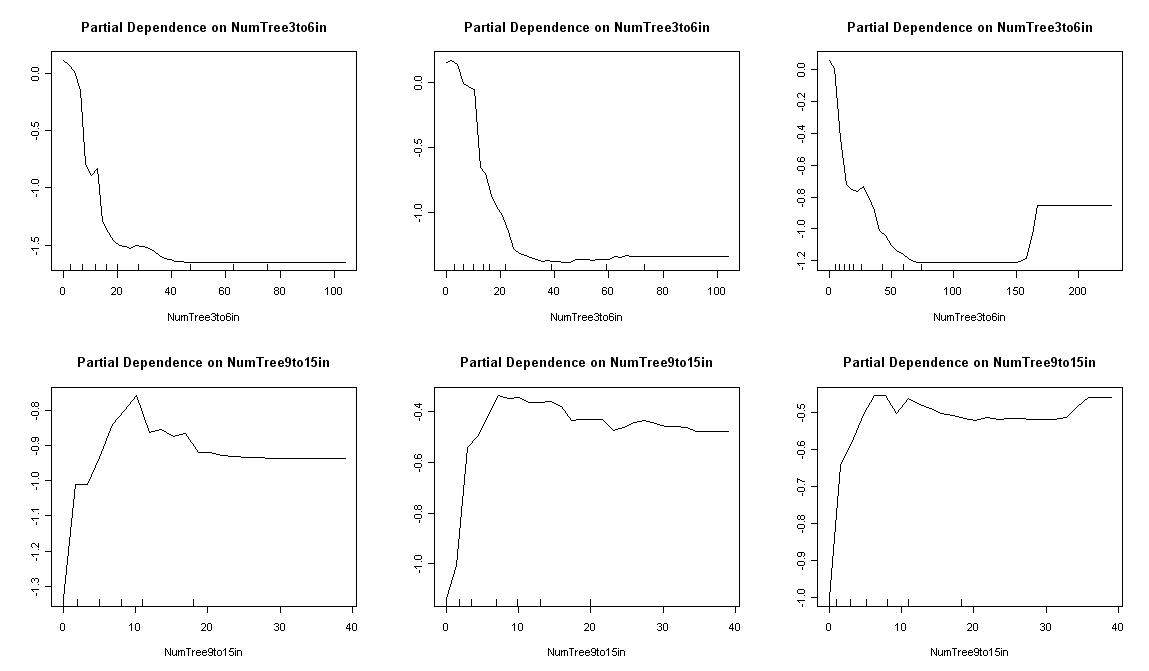 Partial Dependence on NumTree3to6in
0.0
-0.5
-1.0
-1.5
0 20 40 60 80 100
NumTree3to6in
Partial Dependence on NumTree3to6in
0.0
-0.5
-1.0
0 20 40 60 80 100
NumTree3to6in
Partial Dependence on NumTree3to6in
0.0
-0.2
-0.4
-0.6
-0.8
-1.0
-1.2
0 50 100 150 200
NumTree3to6in
Partial Dependence on NumTree9to15in
-0.8
-0.9
-1.0
-1.1
-1.2
-1.3
0 10 20 30 40
NumTree9to15in
Partial Dependence on NumTree9to15in
-0.4
-0.6
-0.8
-1.0
0 10 20 30 40
NumTree9to15in
Partial Dependence on NumTree9to15in
-0.5
-0.6
-0.7
-0.8
-0.9
-1.0
0 10 20 30 40
NumTree9to15in